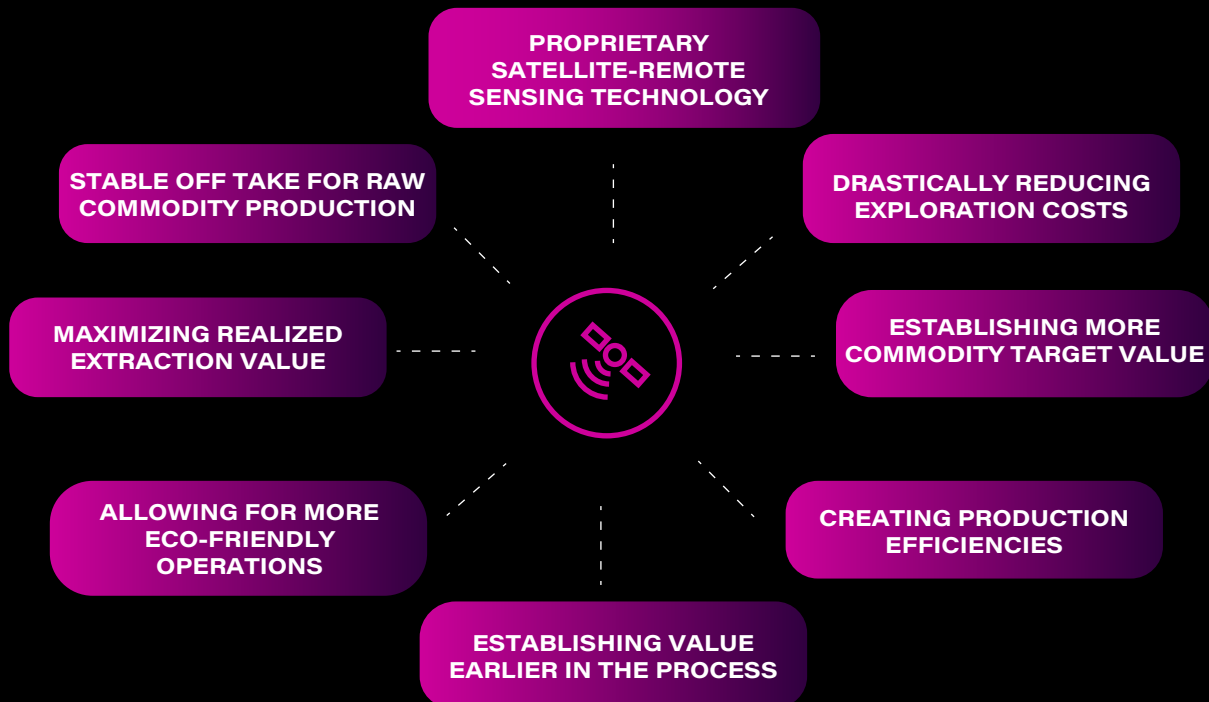 PROPRIETARY
SATELLITE-REMOTE
SENSING TECHNOLOGY
STABLE OFF TAKE FOR RAW
COMMODITY PRODUCTION
DRASTICALLY REDUCING
EXPLORATION COSTS
MAXIMIZING REALIZED
EXTRACTION VALUE
ESTABLISHING MORE
COMMODITY TARGET VALUE
ALLOWING FOR MORE
ECO-FRIENDLY
OPERATIONS
CREATING PRODUCTION
EFFICIENCIES
ESTABLISHING VALUE
EARLIER IN THE PROCESS